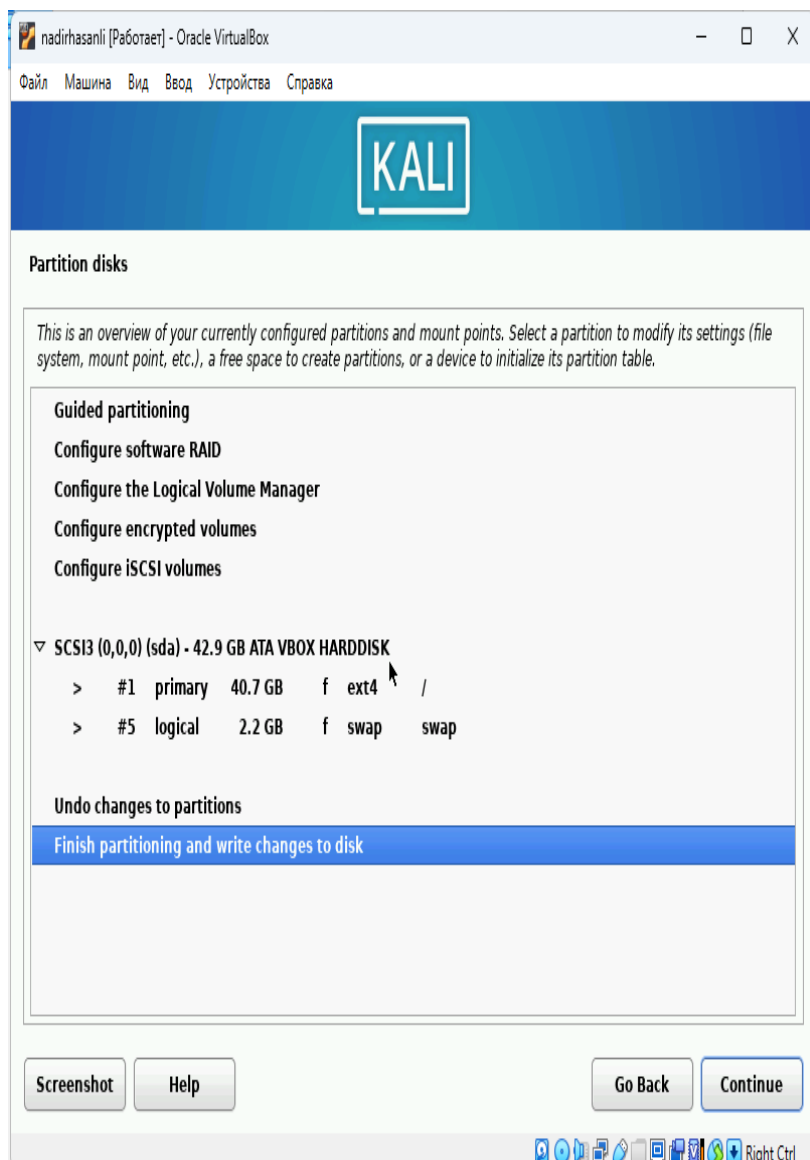 nadirhasanli [Работает] - Oracle VirtualBox
Файл Машина Вид Ввод Устройства Справка
KALI
Partition disks
This is an overview of your currently configured partitions and mount points. Select a partition to modify its settings (file
system, mount point, etc.), a free space to create partitions, or a device to initialize its partition table.
Guided partitioning
Configure software RAID
Configure the Logical Volume Manager
Configure encrypted volumes
Configure iSCSI volumes
SCSI3 (0,0,0) (sda) - 42.9 GB ATA VBOX HARDDISK
> #1 primary 40.7 GB f ext4 /
> #5 logical 2.2 GB f swap swap
Undo changes to partitions
Finish partitioning and write changes to disk
Screenshot Help Go Back Continue
Right Ctrl